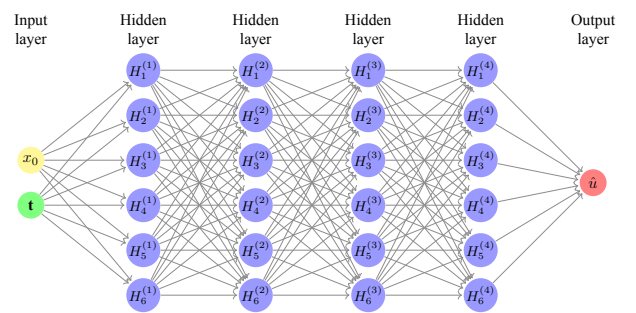 Input Hidden Hidden Hidden Hidden Output
layer layer layer layer layer layer
H₁⁽¹⁾ H₁⁽²⁾ H₁⁽³⁾ H₁⁽⁴⁾
H₂⁽¹⁾ H₂⁽²⁾ H₂⁽³⁾ H₂⁽⁴⁾
x₀ H₃⁽¹⁾ H₃⁽²⁾ H₃⁽³⁾ H₃⁽⁴⁾
û
t H₄⁽¹⁾ H₄⁽²⁾ H₄⁽³⁾ H₄⁽⁴⁾
H₅⁽¹⁾ H₅⁽²⁾ H₅⁽³⁾ H₅⁽⁴⁾
H₆⁽¹⁾ H₆⁽²⁾ H₆⁽³⁾ H₆⁽⁴⁾